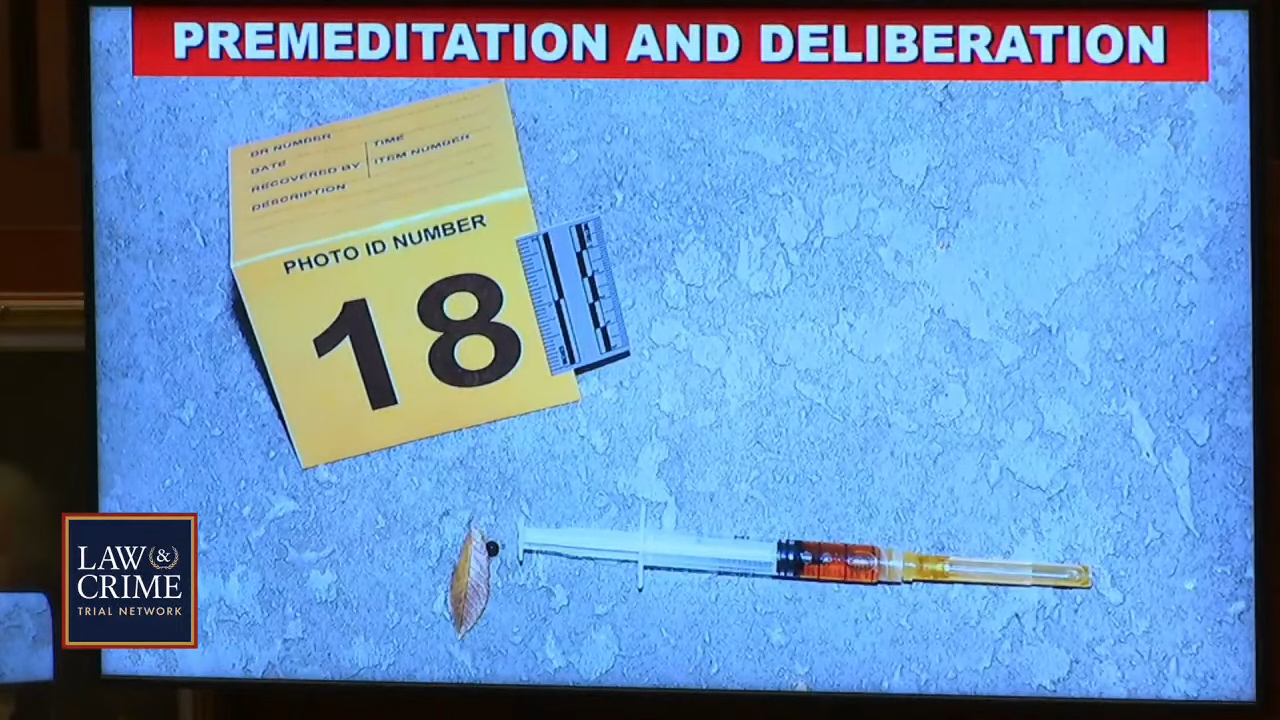 PREMEDITATION AND DELIBERATION
DR NUMBER
TIME
DATE
RECOVERED BY
ITEM NUMBER
DESCRIPTION
PHOTO ID NUMBER
18
LAW &
CRIME
TRIAL NETWORK